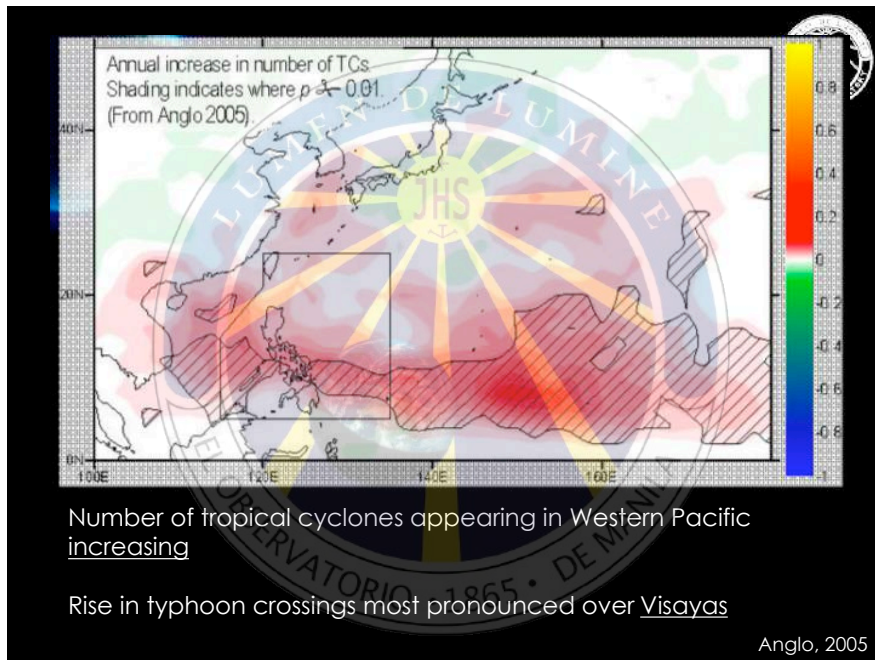 Annual increase in number of TCs.
Shading indicates where p 0.01.
(From Anglo 2005).
LUMEN DE LUMINE
JHS
EL OBSERVATORIO • 1865 • DE MANILA
1
0.8
0.6
0.4
0.2
0
-0.2
-0.4
-0.6
-0.8
-1
40N
20N
0N
100E 120E 140E 160E
Number of tropical cyclones appearing in Western Pacific
increasing
Rise in typhoon crossings most pronounced over Visayas
Anglo, 2005